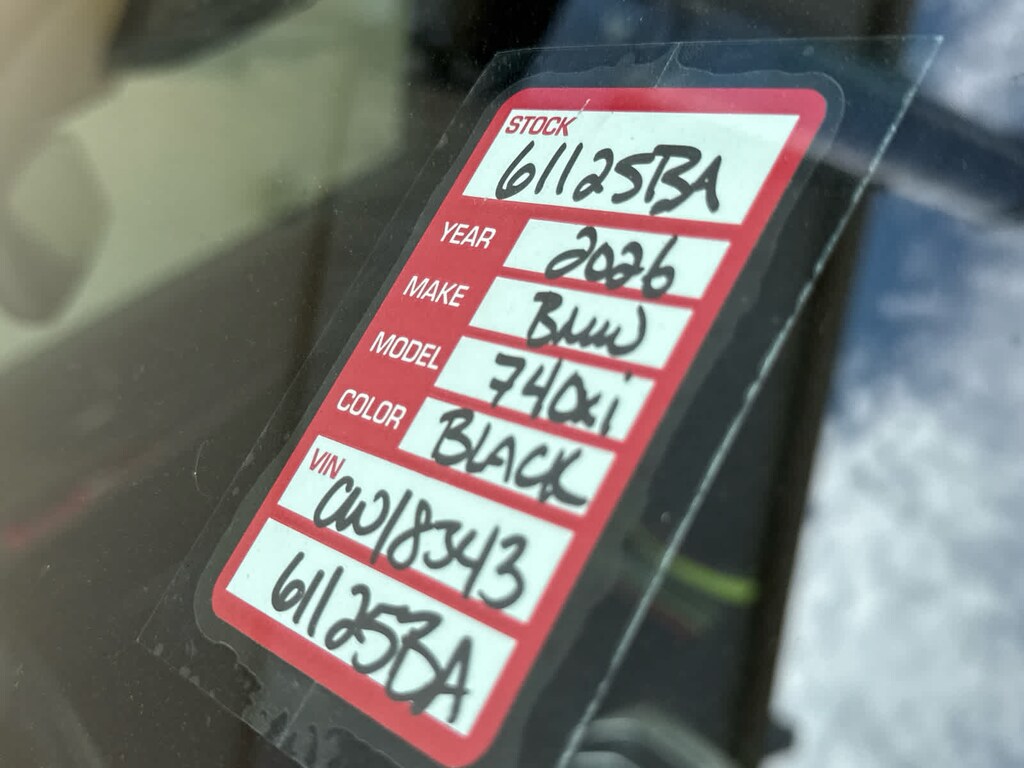 STOCK
61125BA
YEAR 2026
MAKE BMW
MODEL 740xi
COLOR BLACK
VIN
CW18343
61125BA